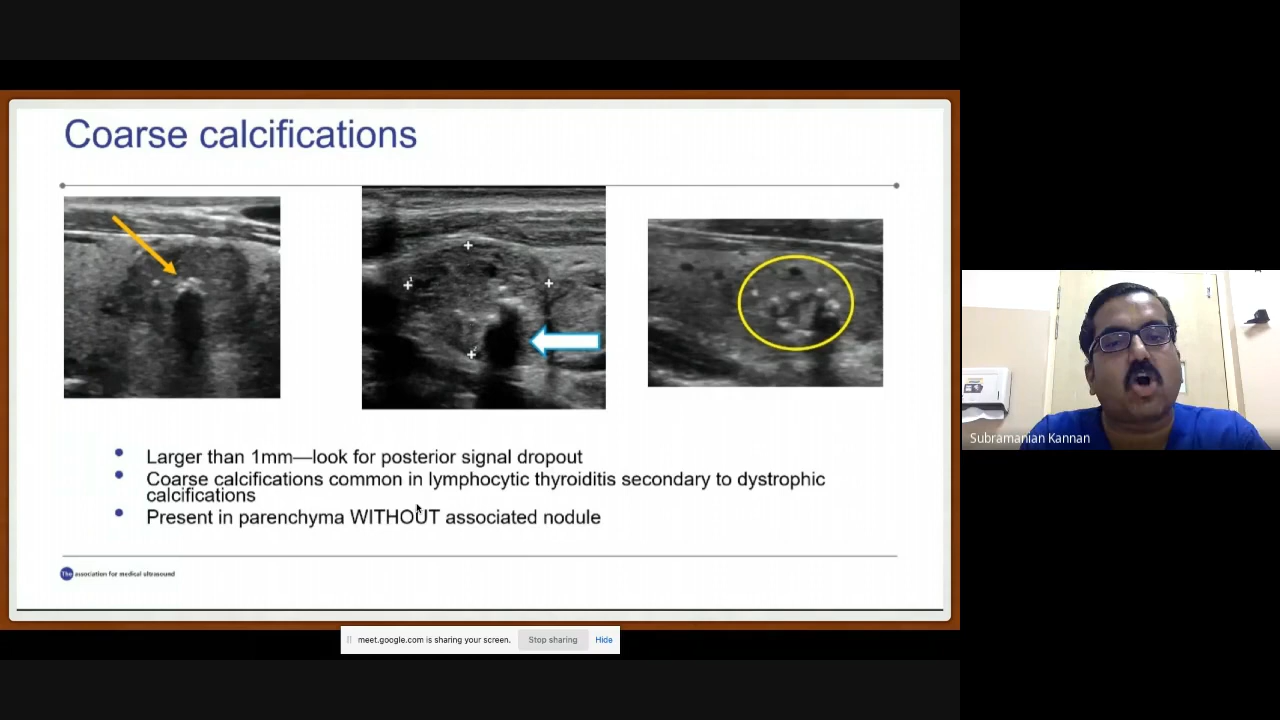 Coarse calcifications
Larger than 1mm—look for posterior signal dropout
Coarse calcifications common in lymphocytic thyroiditis secondary to dystrophic
calcifications
Present in parenchyma WITHOUT associated nodule
The association for medical ultrasound
meet.google.com is sharing your screen. Stop sharing Hide
Subramanian Kannan